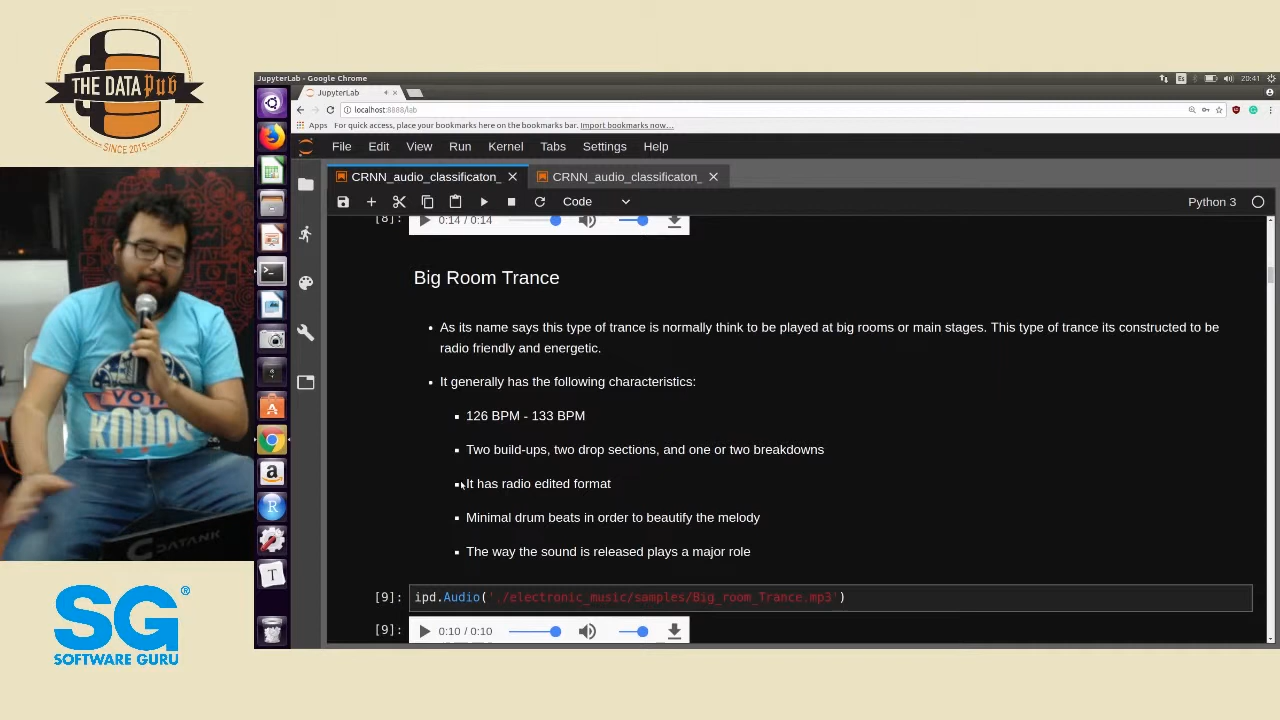 THE DATA Pub
SINCE 2015
JupyterLab - Google Chrome
Es
20:41
JupyterLab
localhost:8888/lab
Apps For quick access, place your bookmarks here on the bookmarks bar. Import bookmarks now...
File Edit View Run Kernel Tabs Settings Help
CRNN_audio_classificaton_
CRNN_audio_classificaton_
Code
Python 3
[8]:
0:14 / 0:14
Big Room Trance
As its name says this type of trance is normally think to be played at big rooms or main stages. This type of trance its constructed to be
radio friendly and energetic.
It generally has the following characteristics:
126 BPM - 133 BPM
Two build-ups, two drop sections, and one or two breakdowns
It has radio edited format
Minimal drum beats in order to beautify the melody
The way the sound is released plays a major role
[9]: ipd.Audio('./electronic_music/samples/Big_room_Trance.mp3')
[9]:
0:10 / 0:10
VOTA
KODOS
DATANK
SG®
SOFTWARE GURU